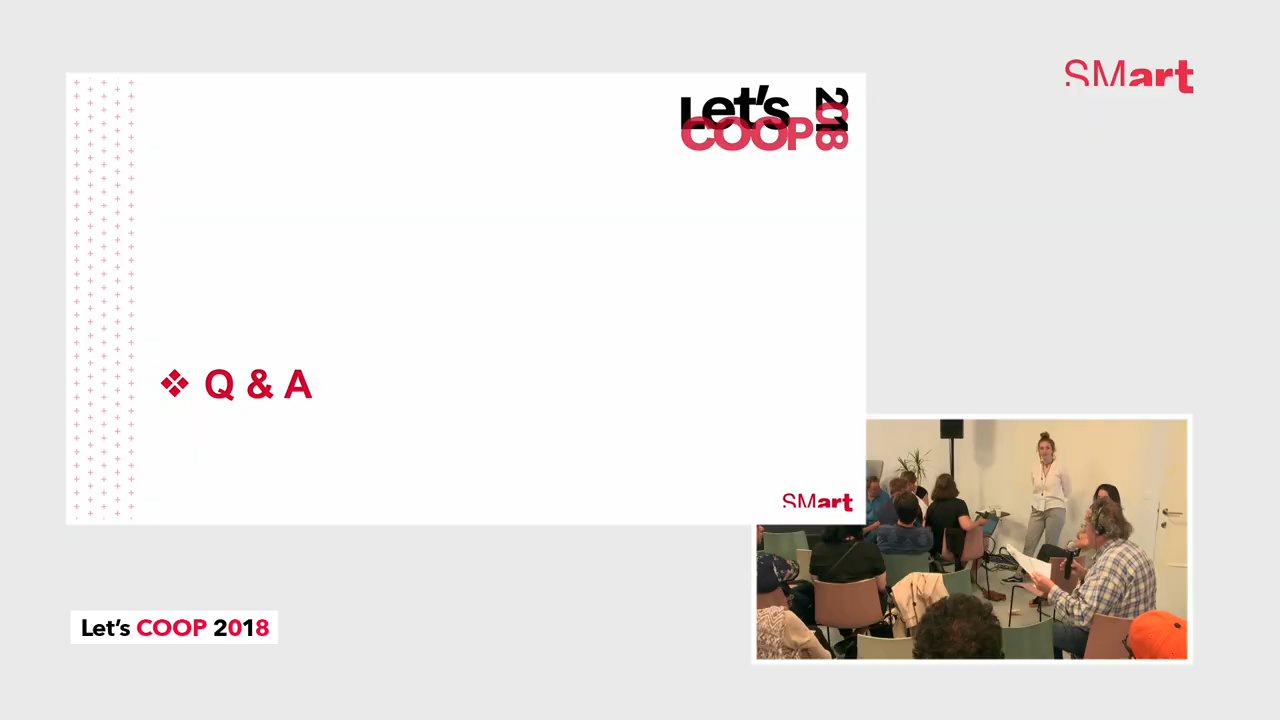 SMart
Let's
COOP
2018
❖ Q & A
SMart
Let's COOP 2018